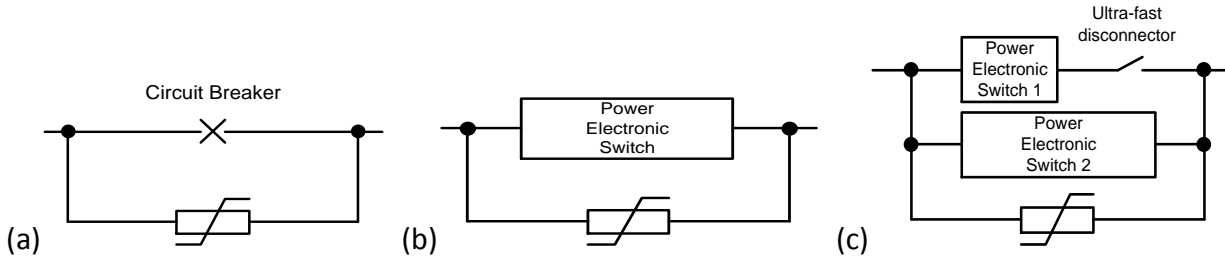 (a)
Circuit Breaker
(b)
Power
Electronic
Switch
(c)
Power
Electronic
Switch 1
Ultra-fast
disconnector
Power
Electronic
Switch 2